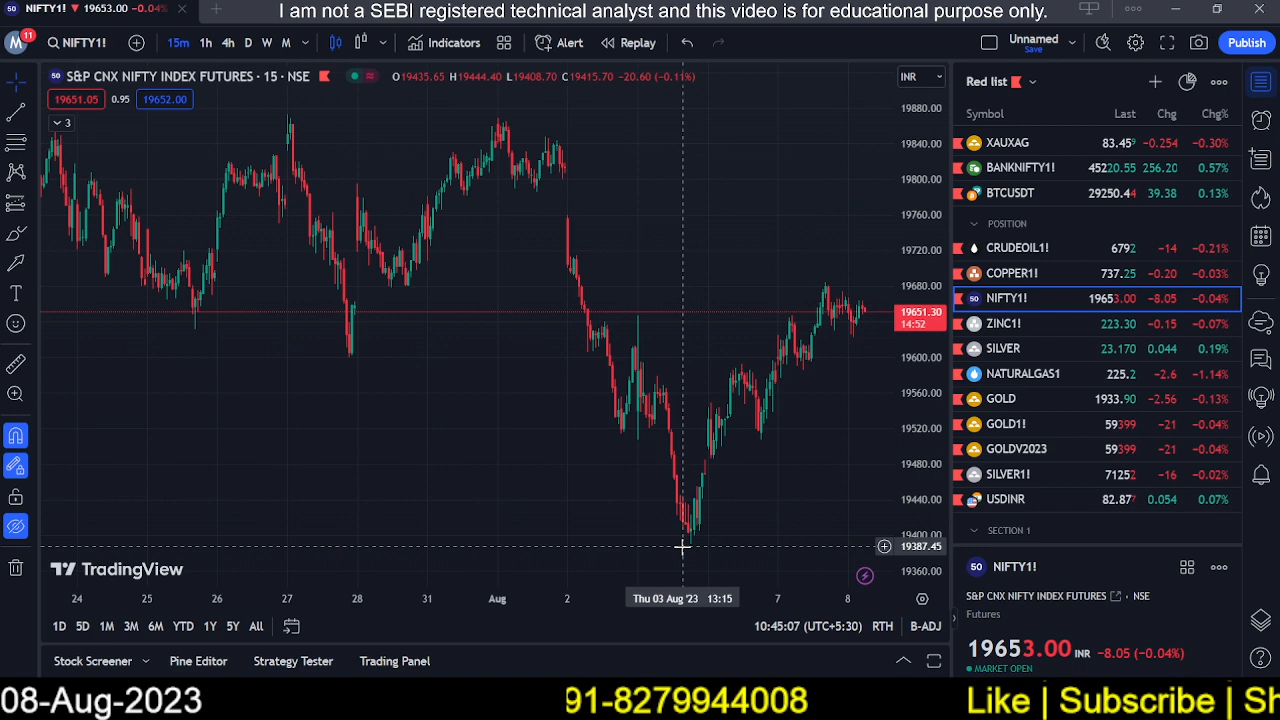 NIFTY1! ▼ 19653.00 −0.04%
I am not a SEBI registered technical analyst and this video is for educational purpose only.
M 11 NIFTY1! 15m 1h 4h D W M Indicators Alert Replay Unnamed Save Publish
50 S&P CNX NIFTY INDEX FUTURES · 15 · NSE O19435.65 H19444.40 L19408.70 C19415.70 −20.60 (−0.11%) INR
19651.05 0.95 19652.00
3
19880.00
19840.00
19800.00
19760.00
19720.00
19680.00
19651.30
14:52
19600.00
19560.00
19520.00
19480.00
19440.00
19400.00
19387.45
19360.00
TradingView
24 25 26 27 28 31 Aug 2 Thu 03 Aug '23 13:15 7 8
1D 5D 1M 3M 6M YTD 1Y 5Y All 10:45:07 (UTC+5:30) RTH B-ADJ
Stock Screener Pine Editor Strategy Tester Trading Panel
Red list
Symbol Last Chg Chg%
XAUXAG 83.45⁹ −0.254 −0.30%
BANKNIFTY1! 45220.55 256.20 0.57%
BTCUSDT 29250.44 39.38 0.13%
POSITION
CRUDEOIL1! 6792 −14 −0.21%
COPPER1! 737.25 −0.20 −0.03%
50 NIFTY1! 19653.00 −8.05 −0.04%
ZINC1! 223.30 −0.15 −0.07%
SILVER 23.170 0.044 0.19%
NATURALGAS1 225.2 −2.6 −1.14%
GOLD 1933.90 −2.56 −0.13%
GOLD1! 59399 −21 −0.04%
GOLDV2023 59399 −21 −0.04%
SILVER1! 71252 −16 −0.02%
USDINR 82.87⁷ 0.054 0.07%
SECTION 1
50 NIFTY1!
S&P CNX NIFTY INDEX FUTURES · NSE
Futures
19653.00 INR −8.05 (−0.04%)
MARKET OPEN
08-Aug-2023 91-8279944008 Like | Subscribe | Sh